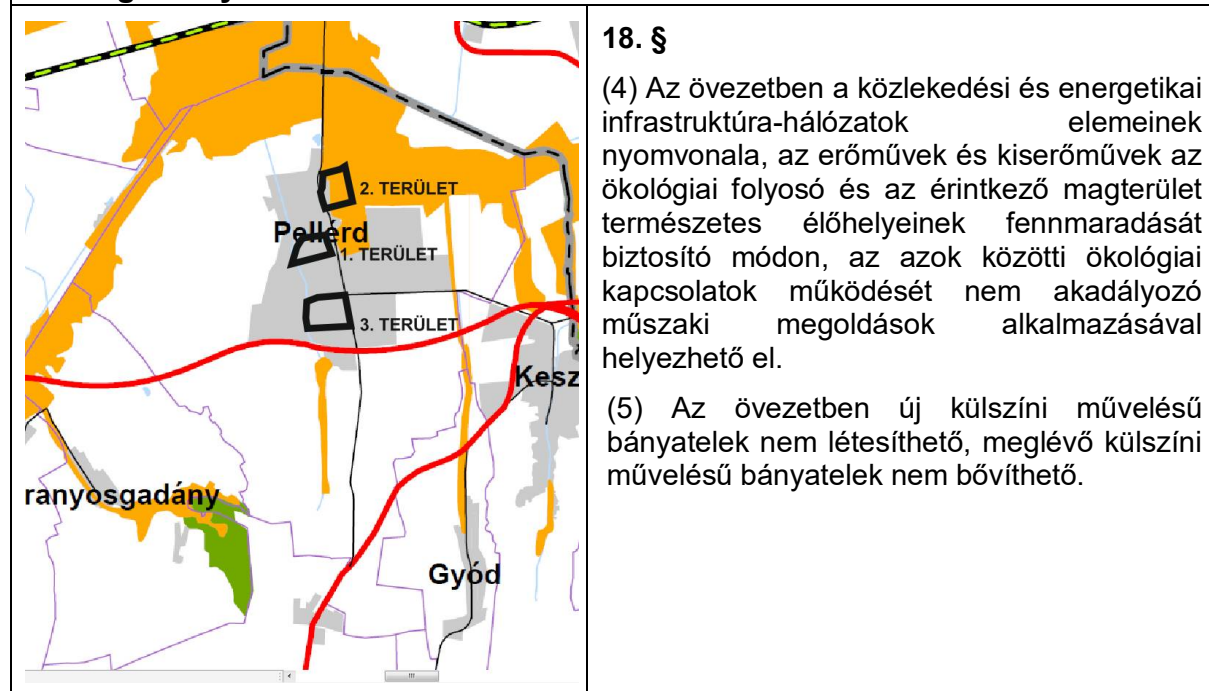 2. TERÜLET
Pellérd
1. TERÜLET
3. TERÜLET
Kesz
ranyosgadány
Gyód
18. §
(4) Az övezetben a közlekedési és energetikai
infrastruktúra-hálózatok elemeinek
nyomvonala, az erőművek és kiserőművek az
ökológiai folyosó és az érintkező magterület
természetes élőhelyeinek fennmaradását
biztosító módon, az azok közötti ökológiai
kapcsolatok működését nem akadályozó
műszaki megoldások alkalmazásával
helyezhető el.
(5) Az övezetben új külszíni művelésű
bányatelek nem létesíthető, meglévő külszíni
művelésű bányatelek nem bővíthető.